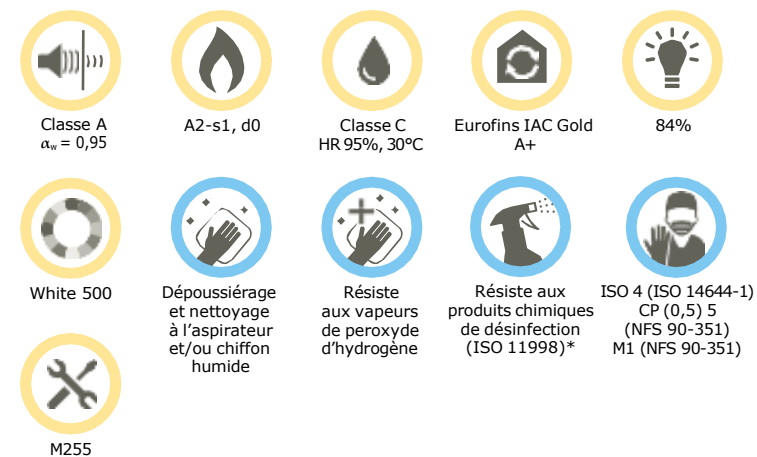 Classe A
αw = 0,95
A2-s1, d0
Classe C
HR 95%, 30°C
Eurofins IAC Gold
A+
84%
White 500
Dépoussiérage
et nettoyage
à l'aspirateur
et/ou chiffon
humide
Résiste
aux vapeurs
de peroxyde
d'hydrogène
Résiste aux
produits chimiques
de désinfection
(ISO 11998)*
ISO 4 (ISO 14644-1)
CP (0,5) 5
(NFS 90-351)
M1 (NFS 90-351)
M255